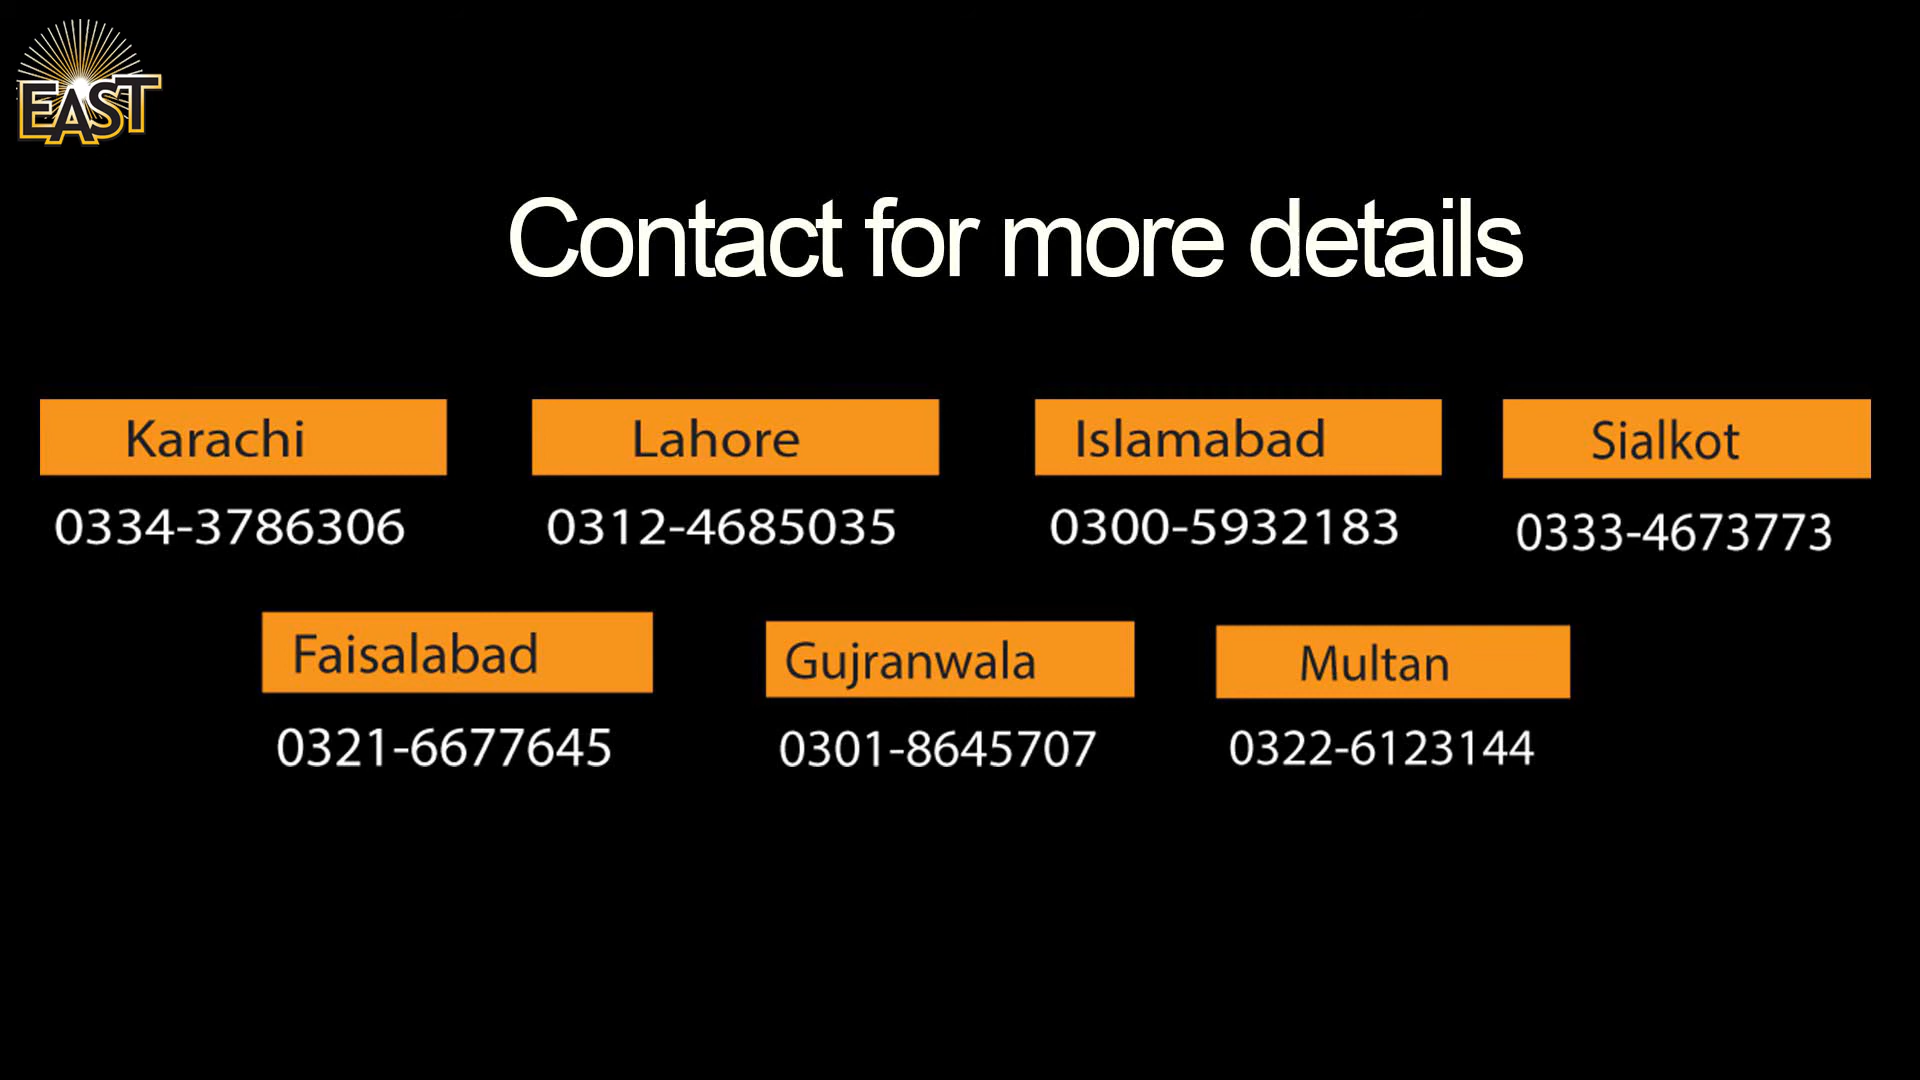 EAST
Contact for more details
Karachi
Lahore
Islamabad
Sialkot
0334-3786306
0312-4685035
0300-5932183
0333-4673773
Faisalabad
Gujranwala
Multan
0321-6677645
0301-8645707
0322-6123144